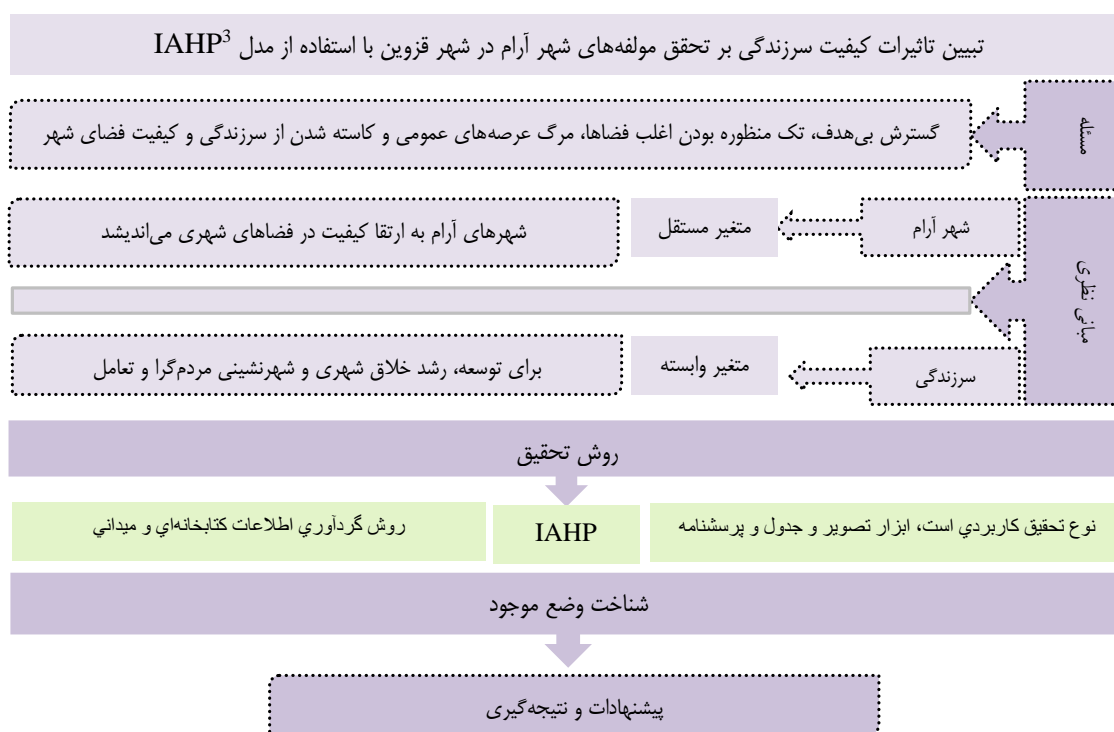 تبیین تاثیرات کیفیت سرزندگی بر تحقق مولفه‌های شهر آرام در شهر قزوین با استفاده از مدل IAHP3
مسئله
گسترش بی‌هدف، تک منظوره بودن اغلب فضاها، مرگ عرصه‌های عمومی و کاسته شدن از سرزندگی و کیفیت فضای شهر
مبانی نظری
شهر آرام
متغیر مستقل
شهرهای آرام به ارتقا کیفیت در فضاهای شهری می‌اندیشد
سرزندگی
متغیر وابسته
برای توسعه، رشد خلاق شهری و شهرنشینی مردم‌گرا و تعامل
روش تحقیق
نوع تحقیق کاربردي است، ابزار تصویر و جدول و پرسشنامه
IAHP
روش گردآوري اطلاعات کتابخانه‌اي و میداني
شناخت وضع موجود
پیشنهادات و نتیجه‌گیری